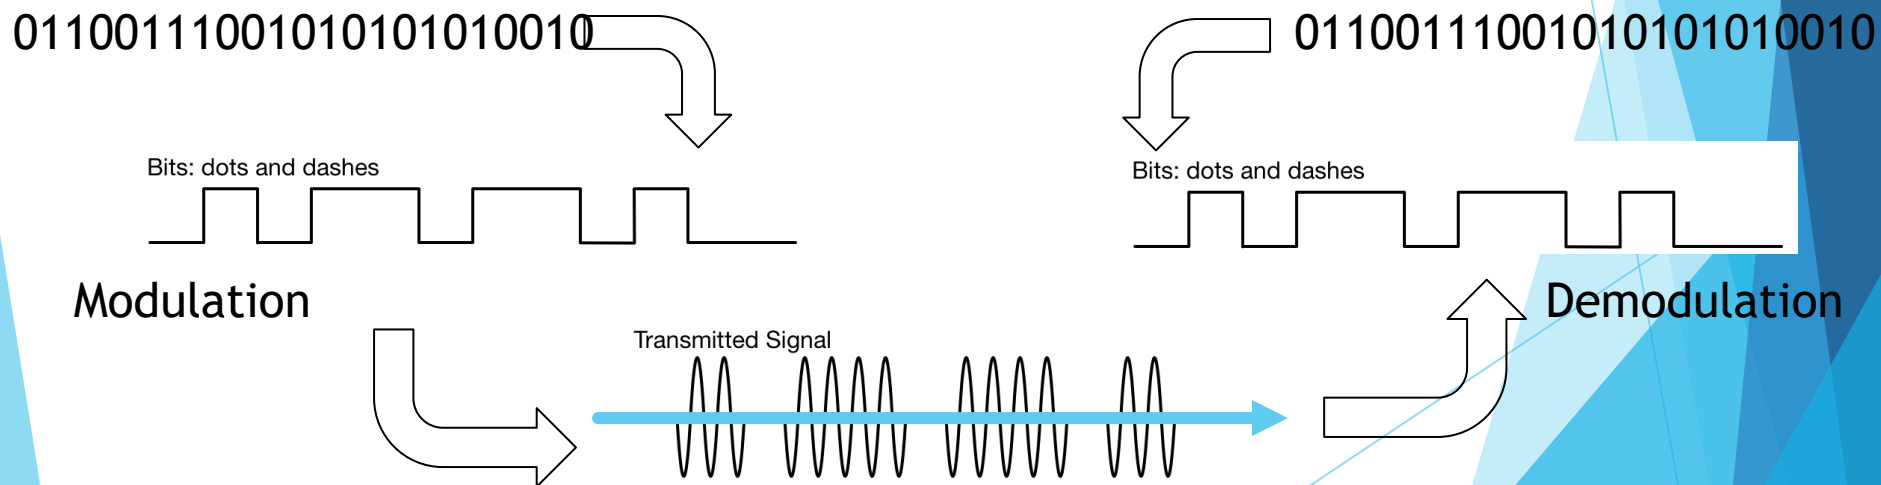 0110011100101010101010010
0110011100101010101010010
Bits: dots and dashes
Bits: dots and dashes
Modulation
Demodulation
Transmitted Signal